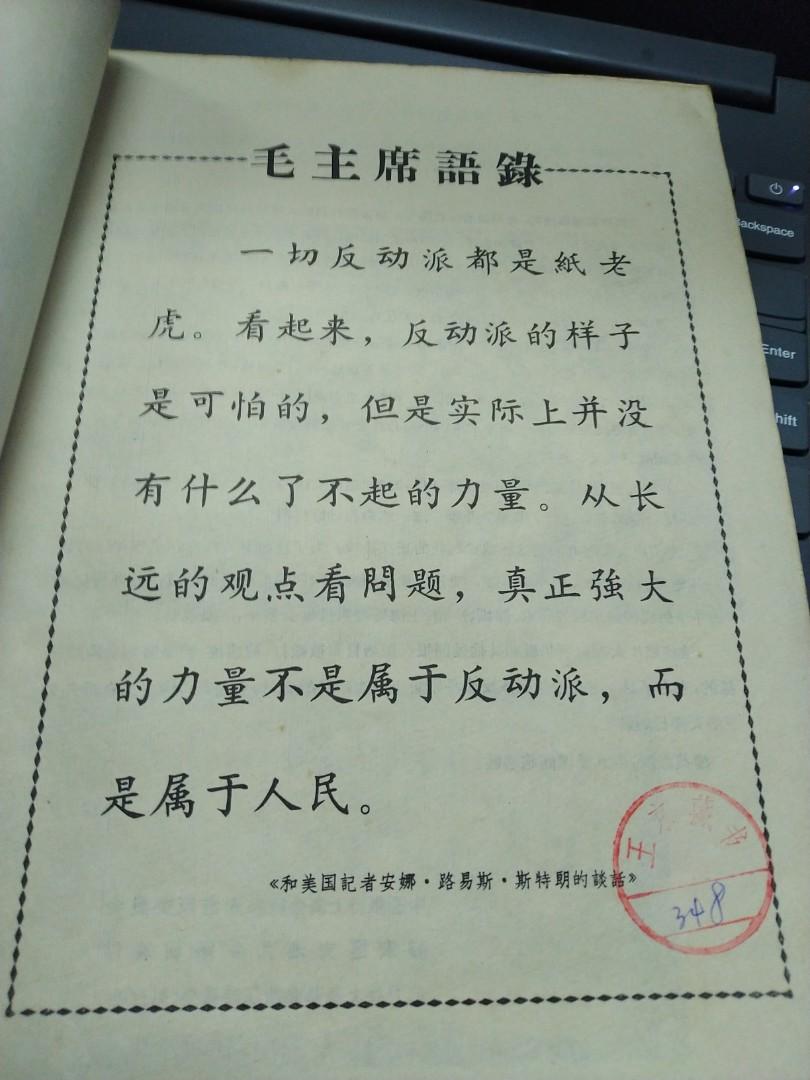 毛主席語錄
一切反动派都是紙老
虎。看起来，反动派的样子
是可怕的，但是实际上并没
有什么了不起的力量。从长
远的观点看問題，真正強大
的力量不是属于反动派，而
是属于人民。
《和美国記者安娜·路易斯·斯特朗的談話》
348
Backspace
Enter